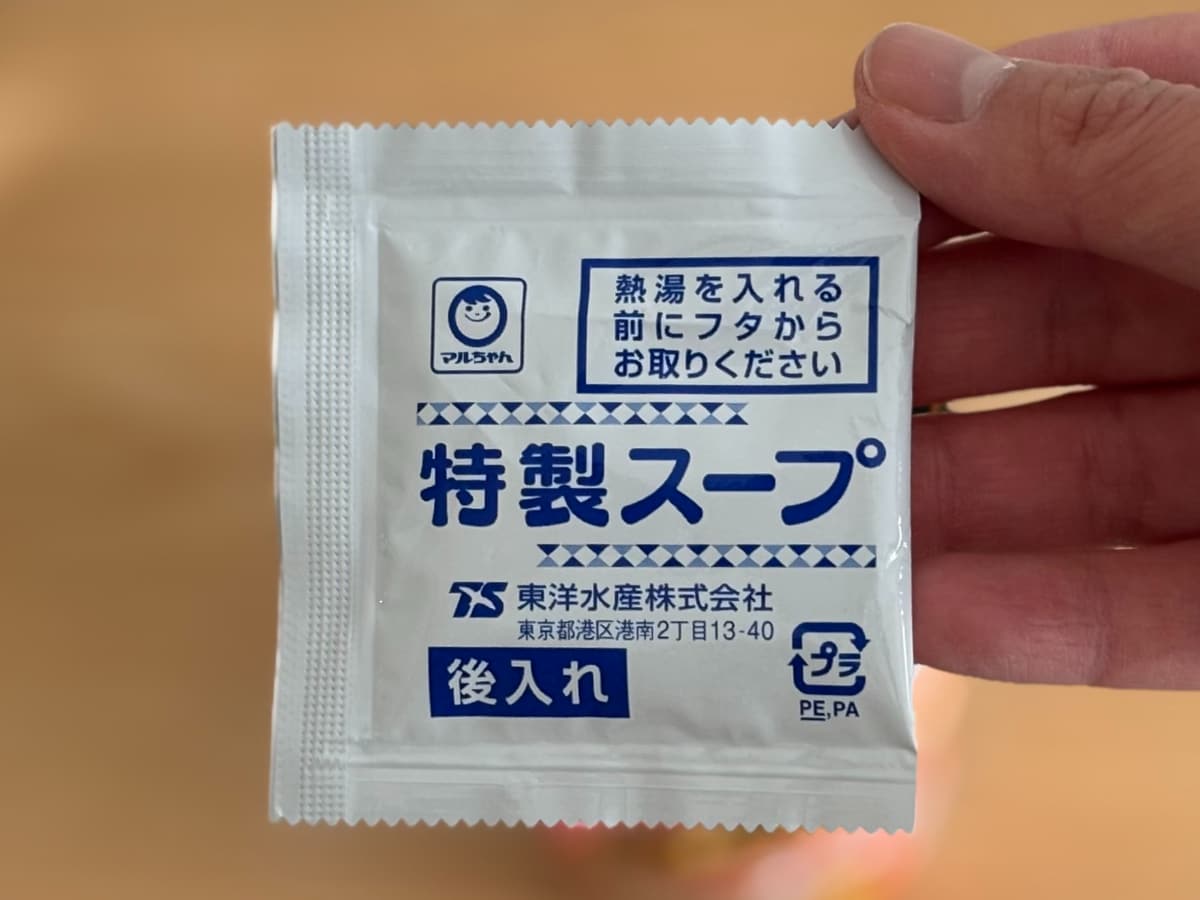 マルちゃん
熱湯を入れる
前にフタから
お取りください
特製スープ
TS 東洋水産株式会社
東京都港区港南2丁目13-40
後入れ
プラ
PE,PA